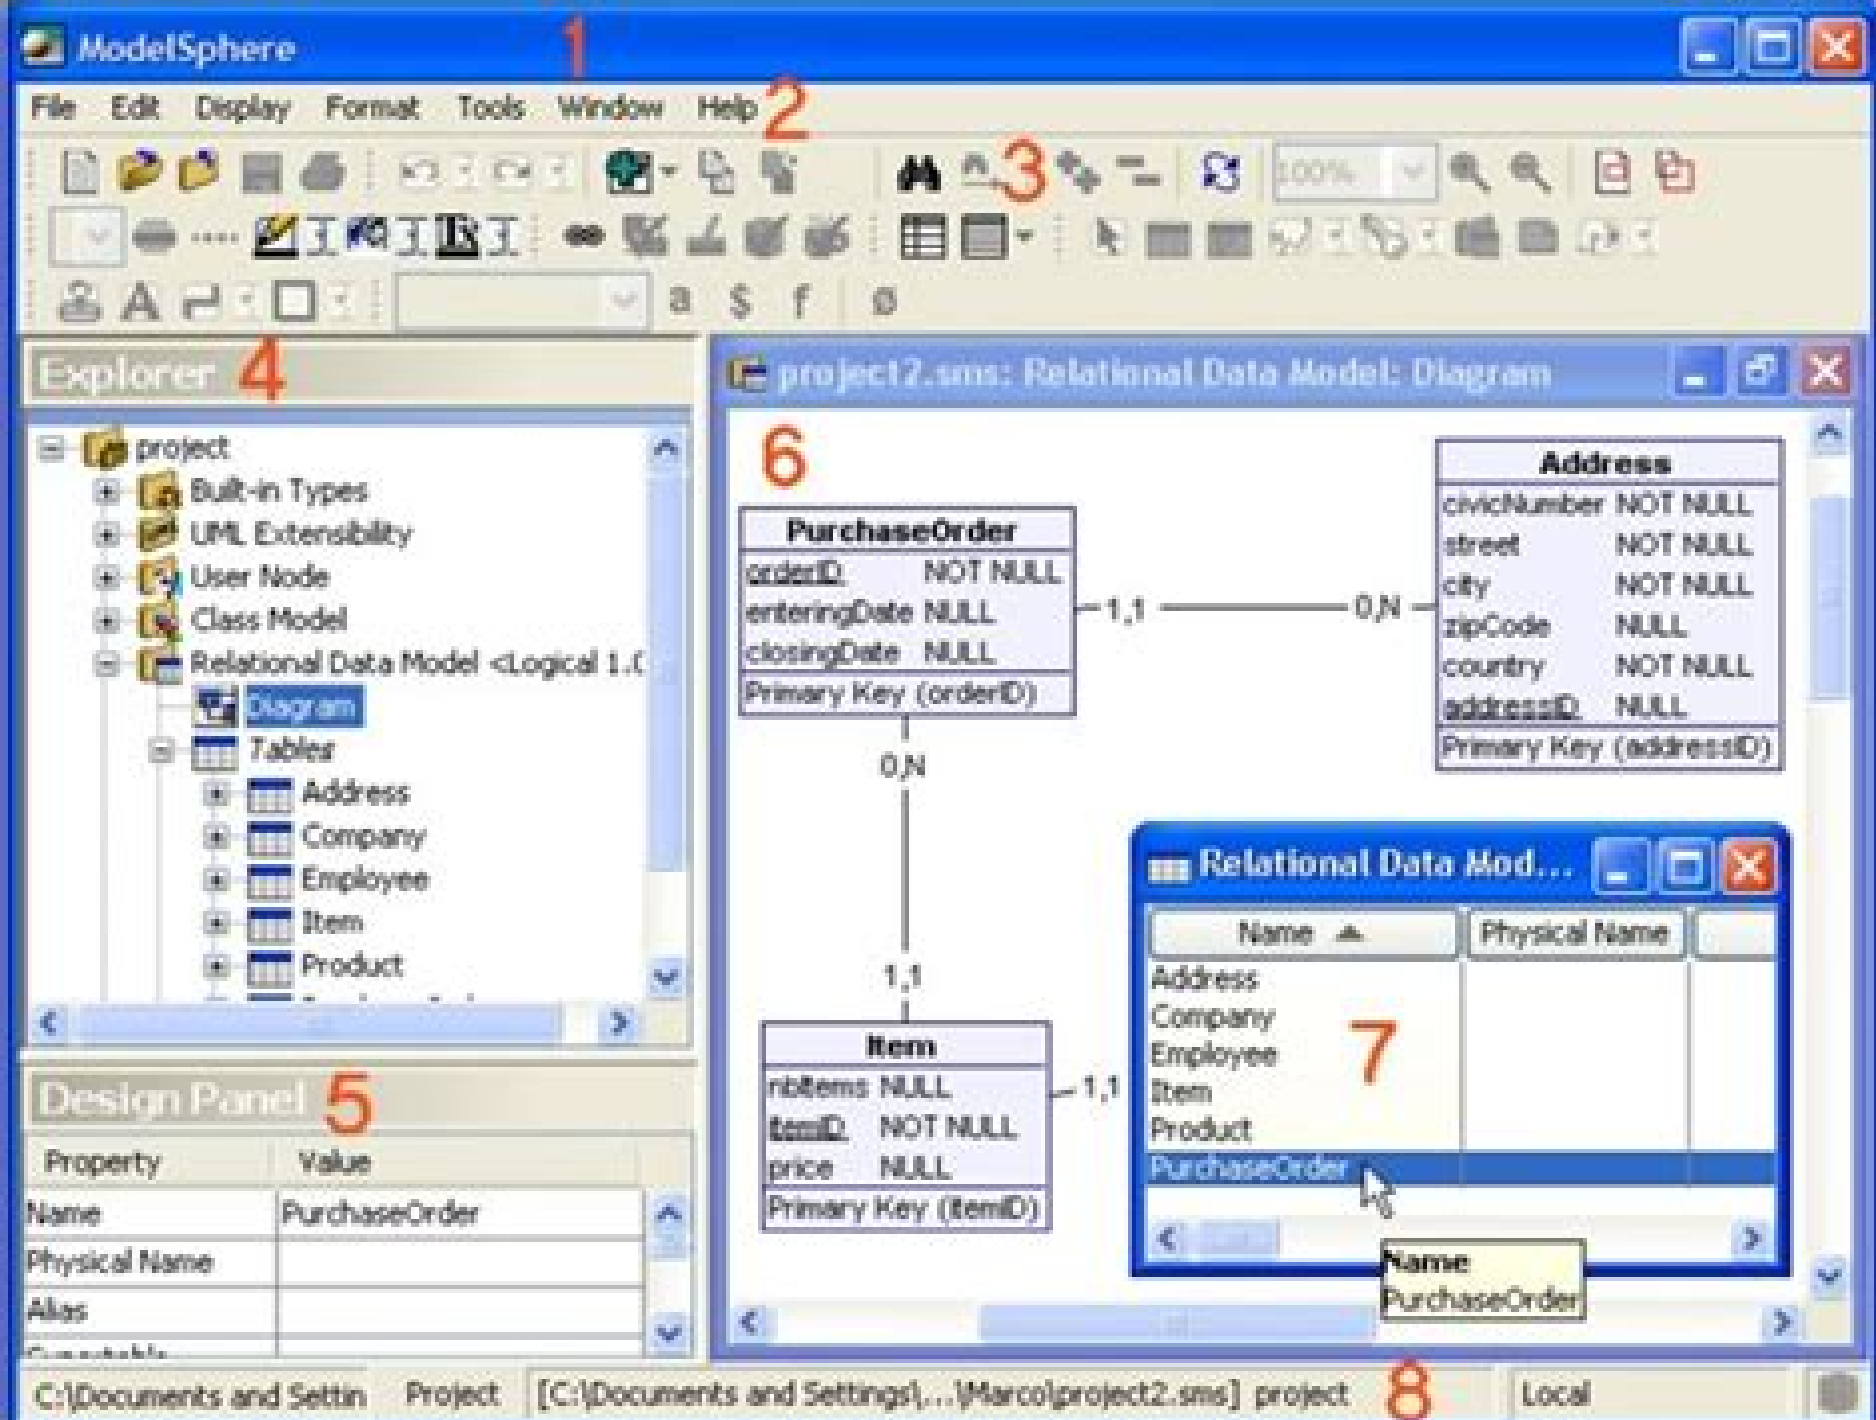 ModelSphere 1
File Edit Display Format Tools Window Help 2
3 100%
a $ f ø
Explorer 4
project
Built-in Types
UML Extensibility
User Node
Class Model
Relational Data Model <Logical 1.0
Diagram
Tables
Address
Company
Employee
Item
Product
Design Panel 5
Property Value
Name PurchaseOrder
Physical Name
Alias
project2.sms: Relational Data Model: Diagram
6
PurchaseOrder
orderID NOT NULL
enteringDate NULL
closingDate NULL
Primary Key (orderID)
1,1 0,N
Address
civicNumber NOT NULL
street NOT NULL
city NOT NULL
zipCode NULL
country NOT NULL
addressID NULL
Primary Key (addressID)
0,N
1,1
Item
nbItems NULL
itemID NOT NULL
price NULL
Primary Key (itemID)
1,1
Relational Data Mod...
Name Physical Name
Address
Company
Employee
Item
Product
PurchaseOrder
7
Name
PurchaseOrder
C:\Documents and Settin Project [C:\Documents and Settings\...\Marco\project2.sms] project 8 Local